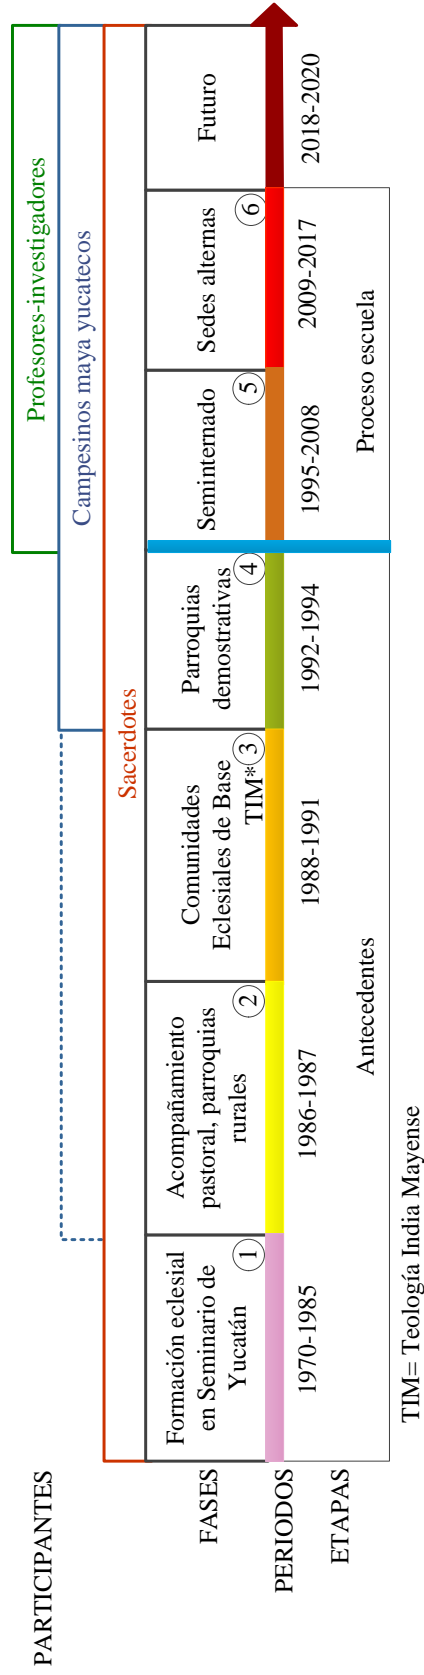 PARTICIPANTES
Profesores-investigadores
Campesinos maya yucatecos
Sacerdotes
FASES
Formación eclesial
en Seminario de
Yucatán
1
Acompañamiento
pastoral, parroquias
rurales
2
Comunidades
Eclesiales de Base
TIM*
3
Parroquias
demostrativas
4
Seminternado
5
Sedes alternas
6
Futuro
PERIODOS
1970-1985
1986-1987
1988-1991
1992-1994
1995-2008
2009-2017
2018-2020
ETAPAS
Antecedentes
Proceso escuela
TIM= Teología India Mayense